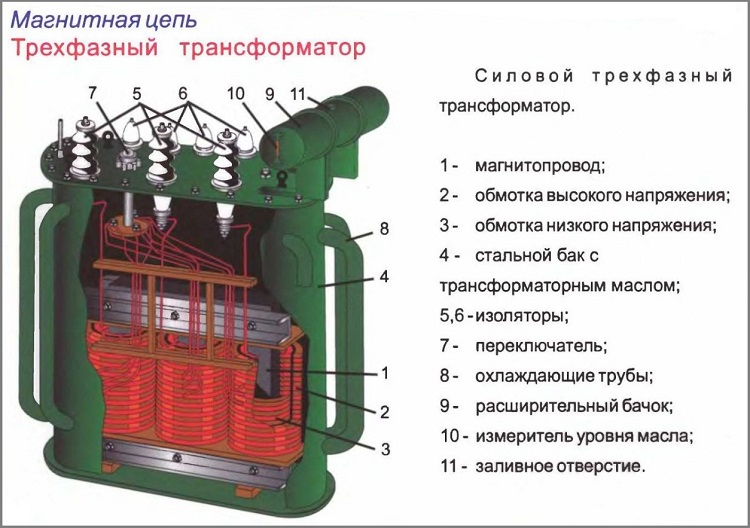 Магнитная цепь
Трехфазный трансформатор
7 5 6 10 9 11
8
4
1
2
3
Силовой трехфазный
трансформатор.
1 - магнитопровод;
2 - обмотка высокого напряжения;
3 - обмотка низкого напряжения;
4 - стальной бак с
трансформаторным маслом;
5,6 - изоляторы;
7 - переключатель;
8 - охлаждающие трубы;
9 - расширительный бачок;
10 - измеритель уровня масла;
11 - заливное отверстие.